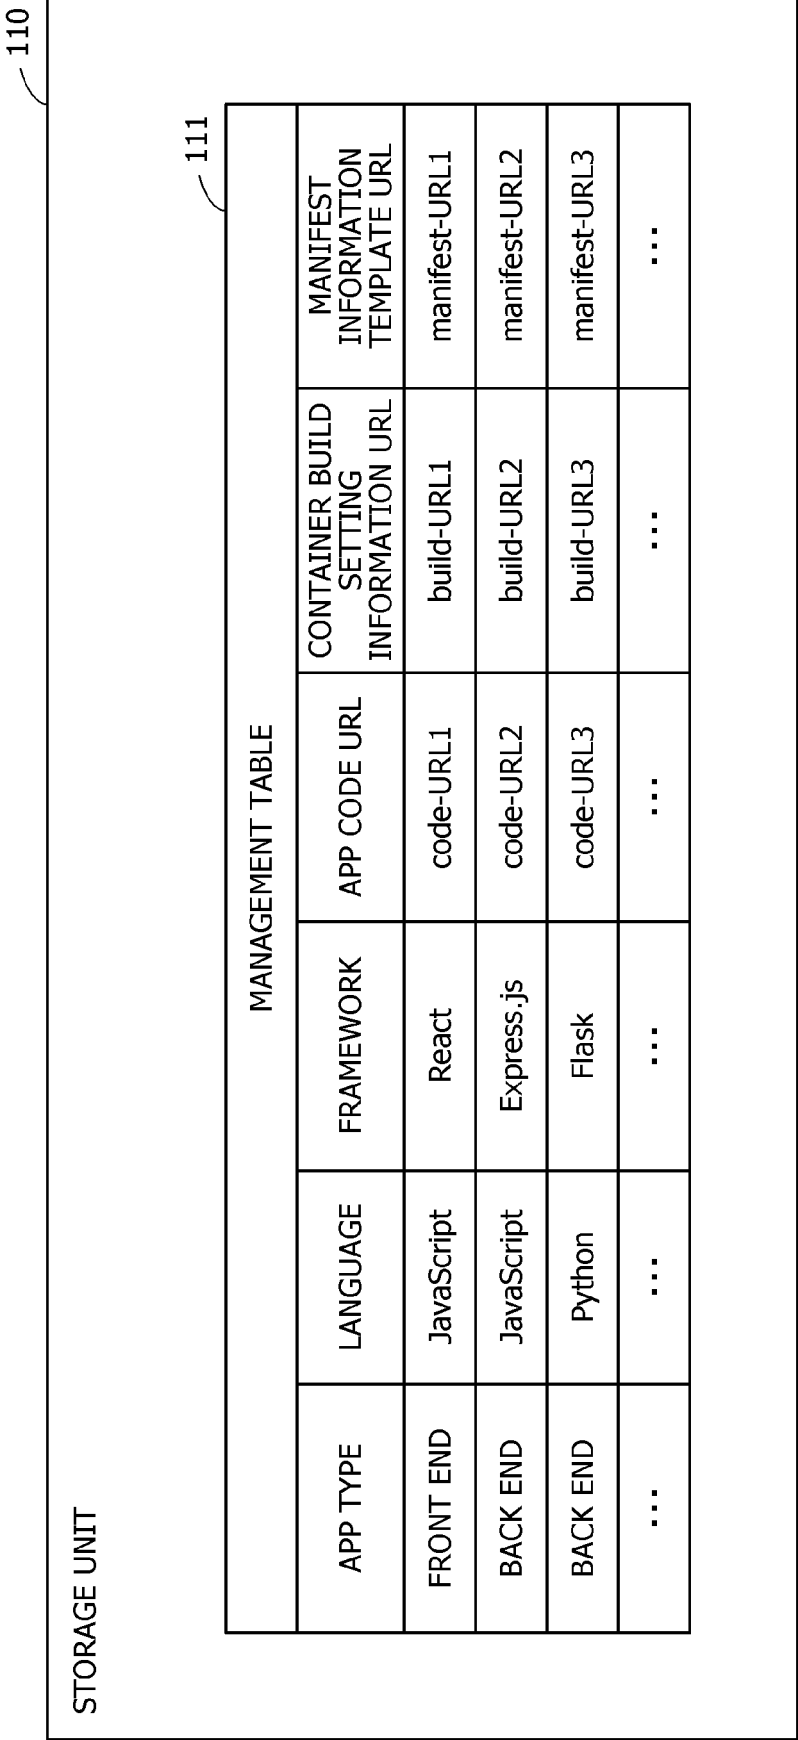 110
STORAGE UNIT
111
MANAGEMENT TABLE
APP TYPE
LANGUAGE
FRAMEWORK
APP CODE URL
CONTAINER BUILD
SETTING
INFORMATION URL
MANIFEST
INFORMATION
TEMPLATE URL
FRONT END
JavaScript
React
code-URL1
build-URL1
manifest-URL1
BACK END
JavaScript
Express.js
code-URL2
build-URL2
manifest-URL2
BACK END
Python
Flask
code-URL3
build-URL3
manifest-URL3
...
...
...
...
...
...